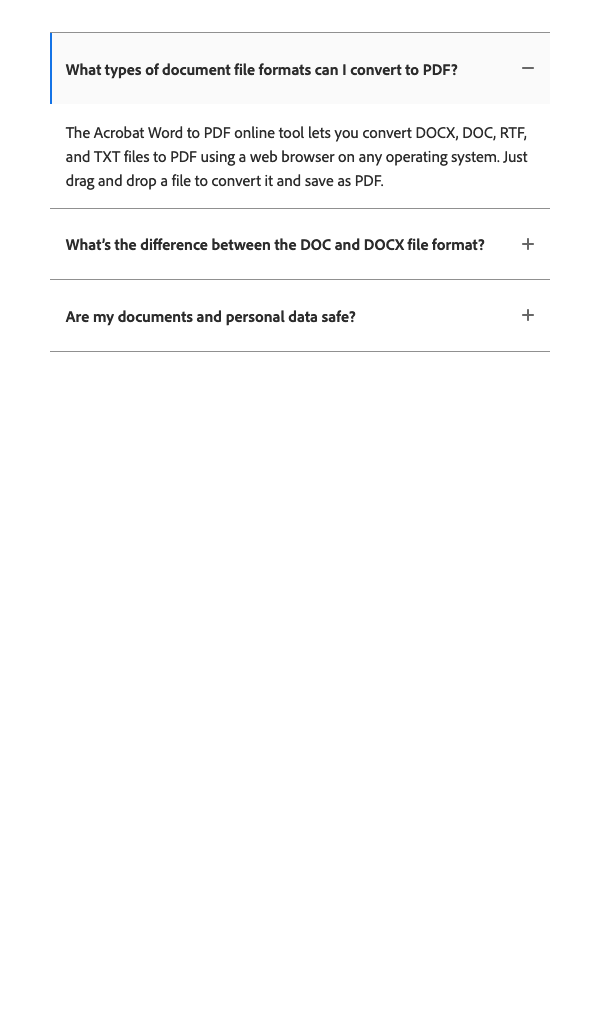 What types of document file formats can I convert to PDF?
The Acrobat Word to PDF online tool lets you convert DOCX, DOC, RTF,
and TXT files to PDF using a web browser on any operating system. Just
drag and drop a file to convert it and save as PDF.
What’s the difference between the DOC and DOCX file format?
Are my documents and personal data safe?